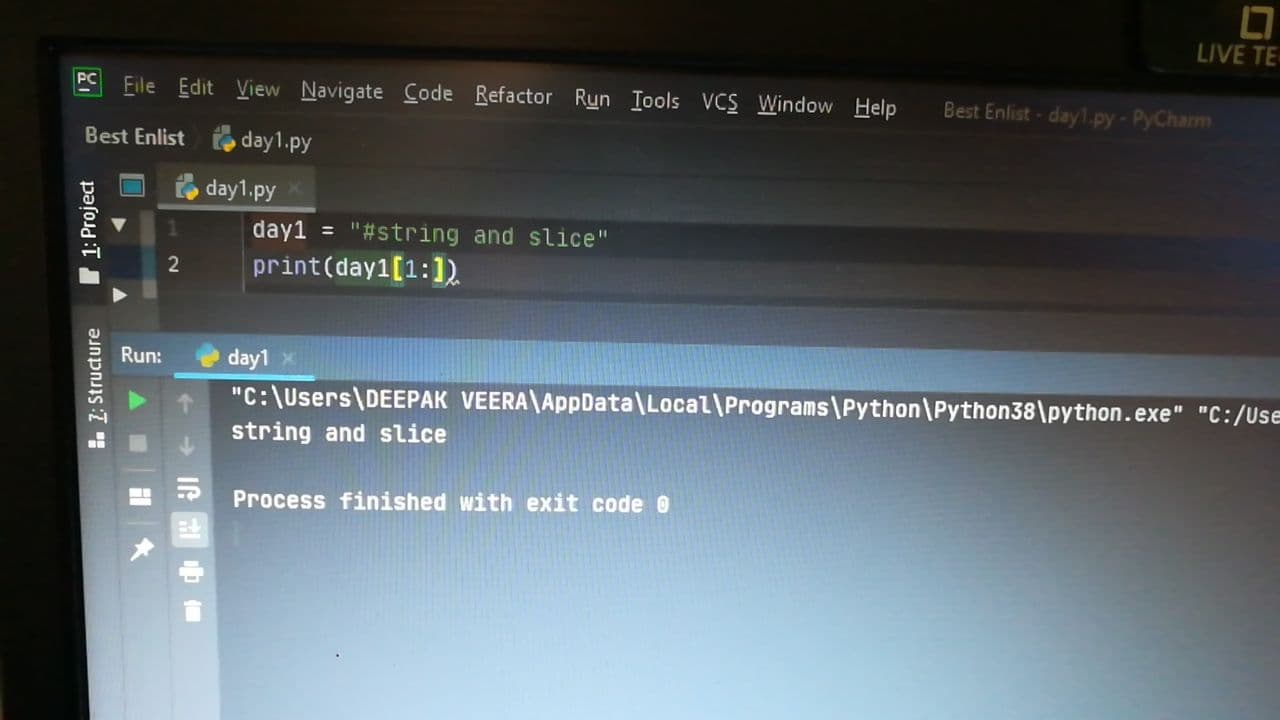 LIVE TE
PC File Edit View Navigate Code Refactor Run Tools VCS Window Help Best Enlist - day1.py - PyCharm
Best Enlist day1.py
1: Project
day1.py
1 day1 = "#string and slice"
2 print(day1[1:])
7: Structure
Run: day1
"C:\Users\DEEPAK VEERA\AppData\Local\Programs\Python\Python38\python.exe" "C:/Use
string and slice
Process finished with exit code 0